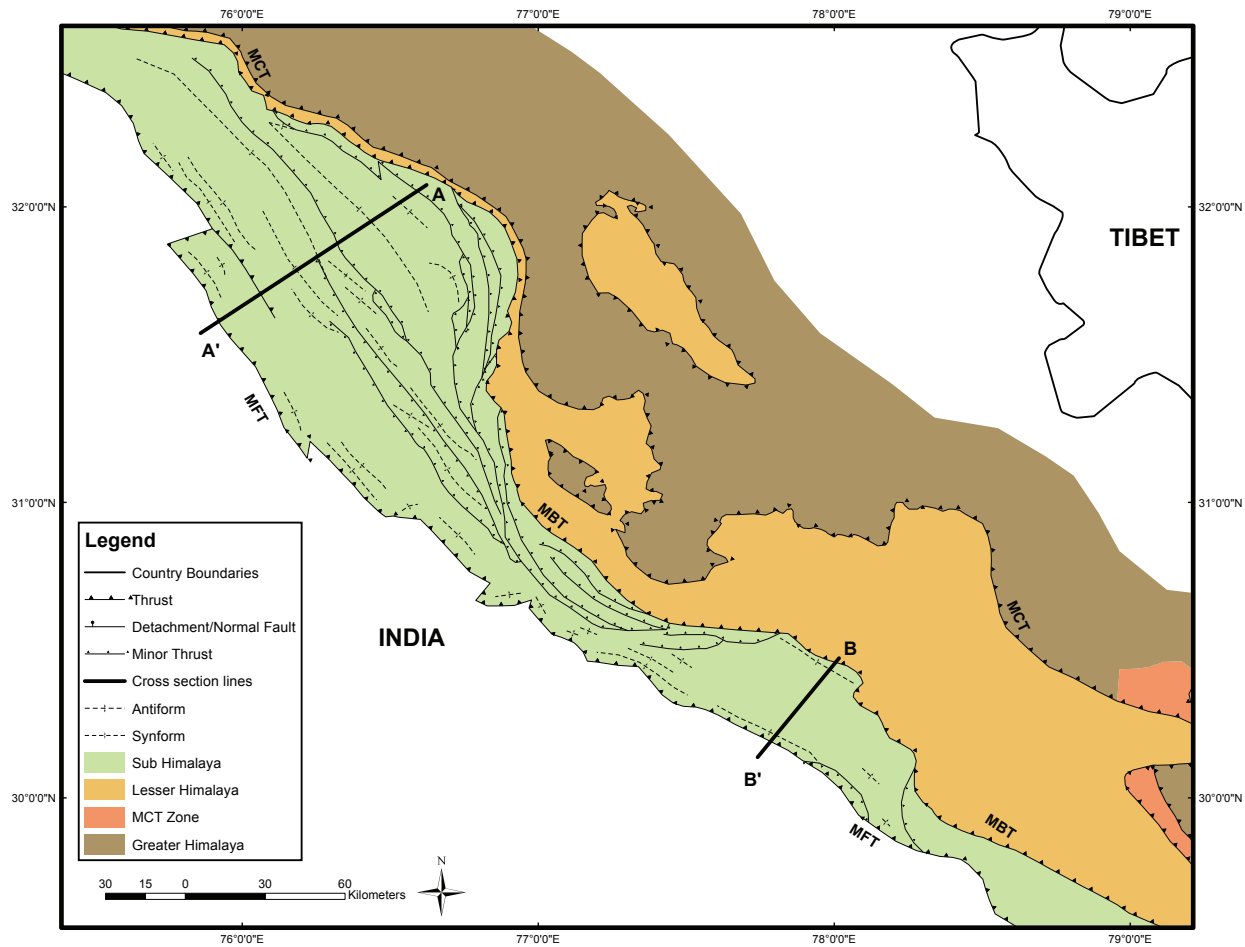 76°0'0"E 77°0'0"E 78°0'0"E 79°0'0"E
MCT
32°0'0"N 32°0'0"N
A
TIBET
A'
MFT
31°0'0"N 31°0'0"N
MBT
INDIA
MCT
B
B'
30°0'0"N 30°0'0"N
MBT
MFT
Legend
Country Boundaries
Thrust
Detachment/Normal Fault
Minor Thrust
Cross section lines
Antiform
Synform
Sub Himalaya
Lesser Himalaya
MCT Zone
Greater Himalaya
N
30 15 0 30 60
Kilometers
76°0'0"E 77°0'0"E 78°0'0"E 79°0'0"E